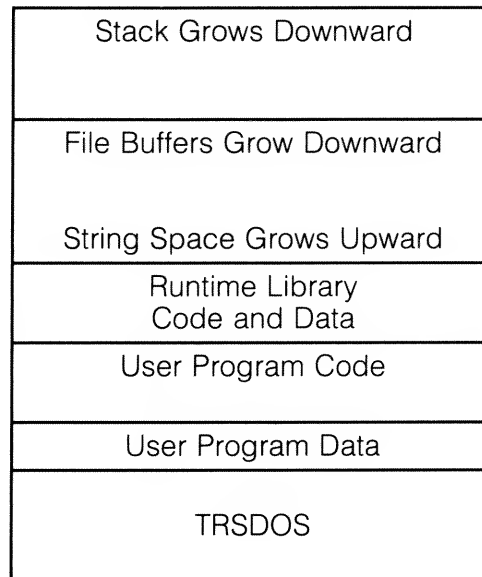 Stack Grows Downward
File Buffers Grow Downward
String Space Grows Upward
Runtime Library
Code and Data
User Program Code
User Program Data
TRSDOS